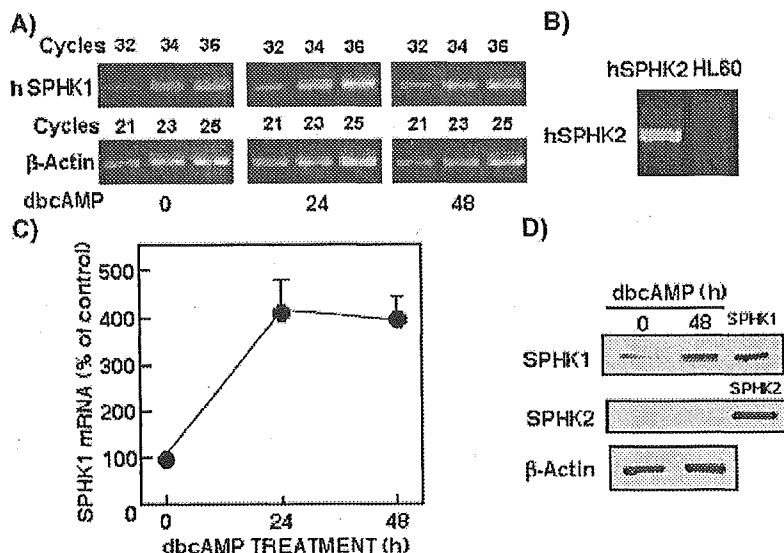 A)
Cycles 32 34 36 32 34 36 32 34 36
hSPHK1
Cycles 21 23 25 21 23 25 21 23 25
β-Actin
dbcAMP 0 24 48
B)
hSPHK2 HL60
hSPHK2
C)
SPHK1 mRNA (% of control)
500
400
300
200
100
0
0 24 48
dbcAMP TREATMENT (h)
D)
dbcAMP (h)
0 48 SPHK1
SPHK1
SPHK2
SPHK2
β-Actin